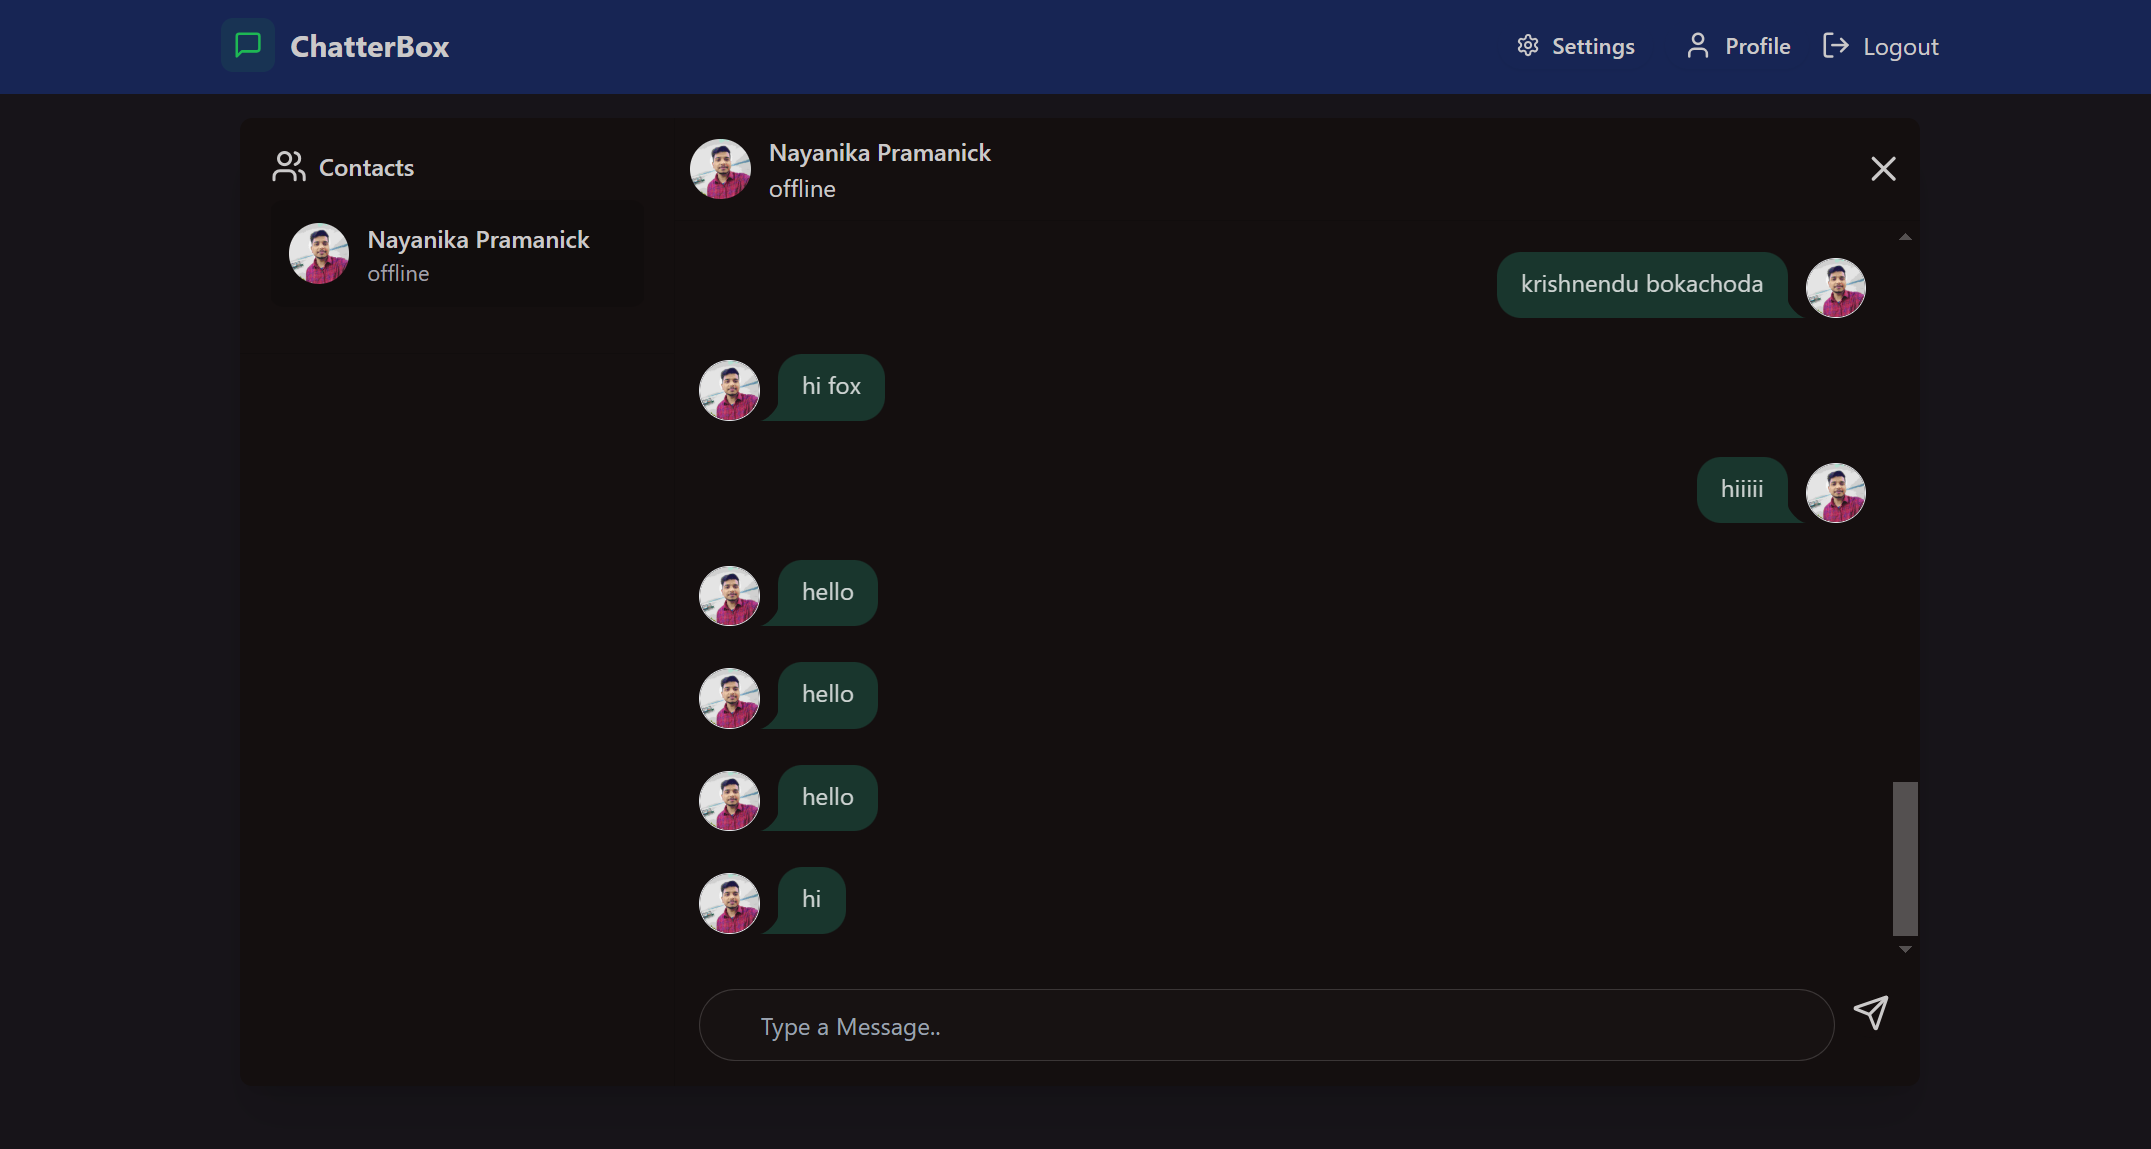 ChatterBox
Settings
Profile
Logout
Contacts
Nayanika Pramanick
offline
Nayanika Pramanick
offline
krishnendu bokachoda
hi fox
hiiiii
hello
hello
hello
hi
Type a Message..